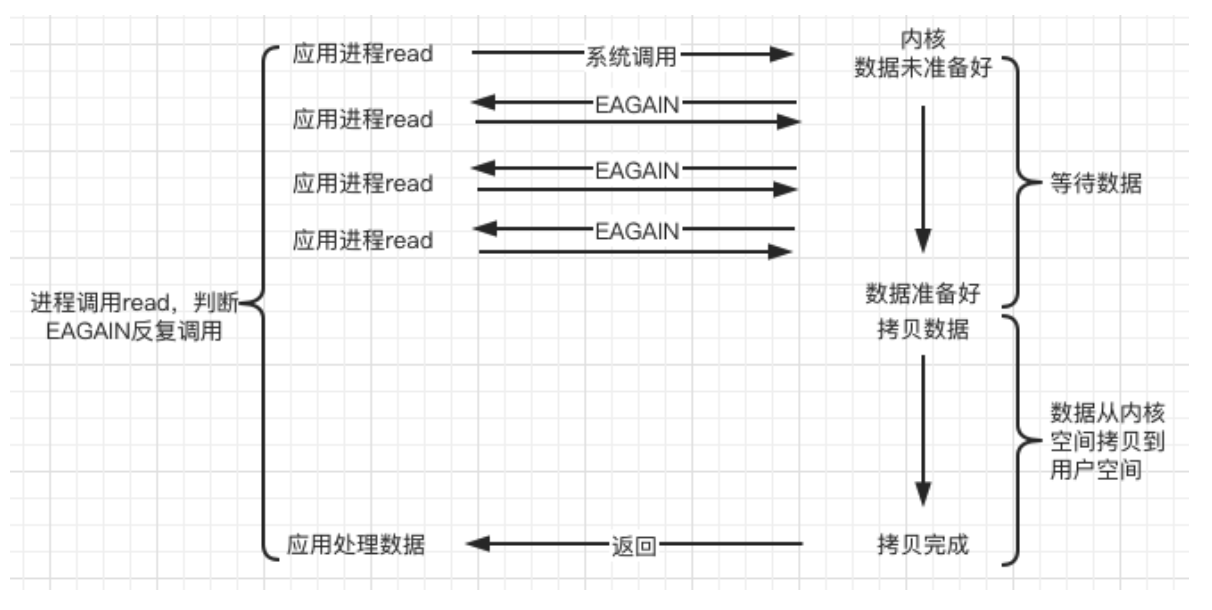 应用进程read
系统调用
内核
数据未准备好
EAGAIN
应用进程read
EAGAIN
应用进程read
等待数据
EAGAIN
应用进程read
数据准备好
进程调用read，判断
EAGAIN反复调用
拷贝数据
数据从内核
空间拷贝到
用户空间
应用处理数据
返回
拷贝完成